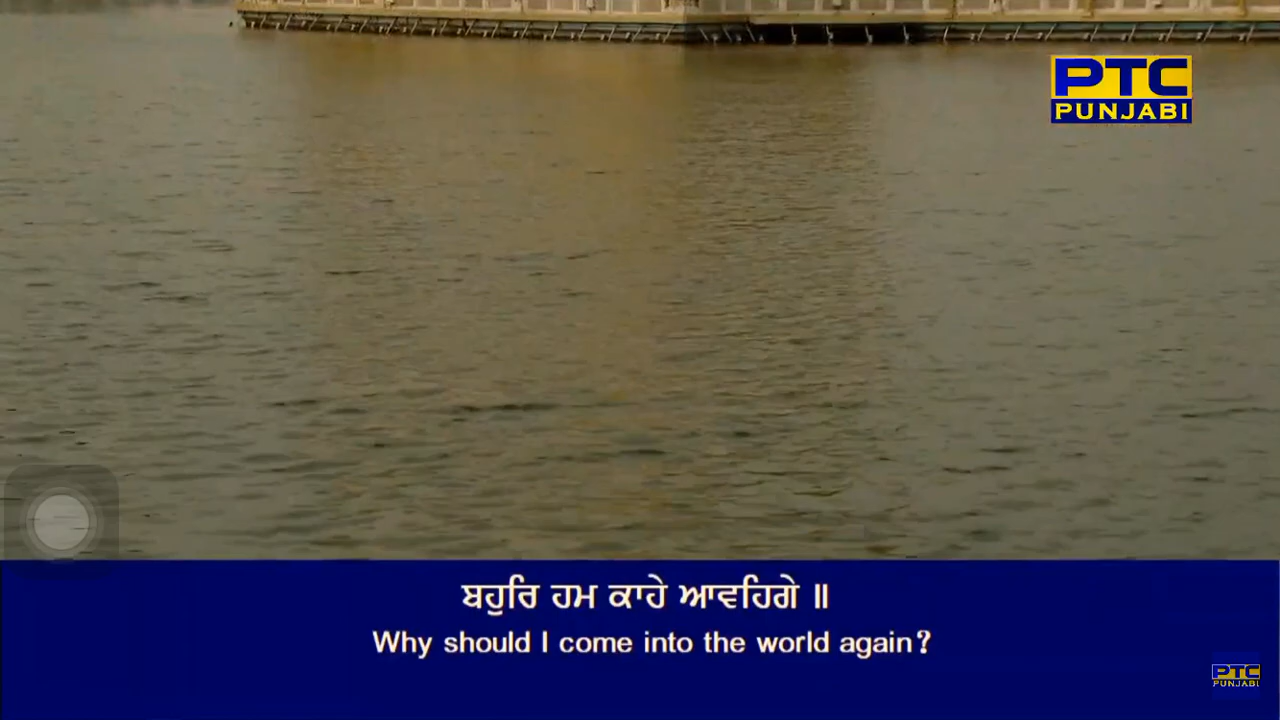 PTC
PUNJABI
ਬਹੁਰਿ ਹਮ ਕਾਹੇ ਆਵਹਿਗੇ ॥
Why should I come into the world again?
PTC
PUNJABI